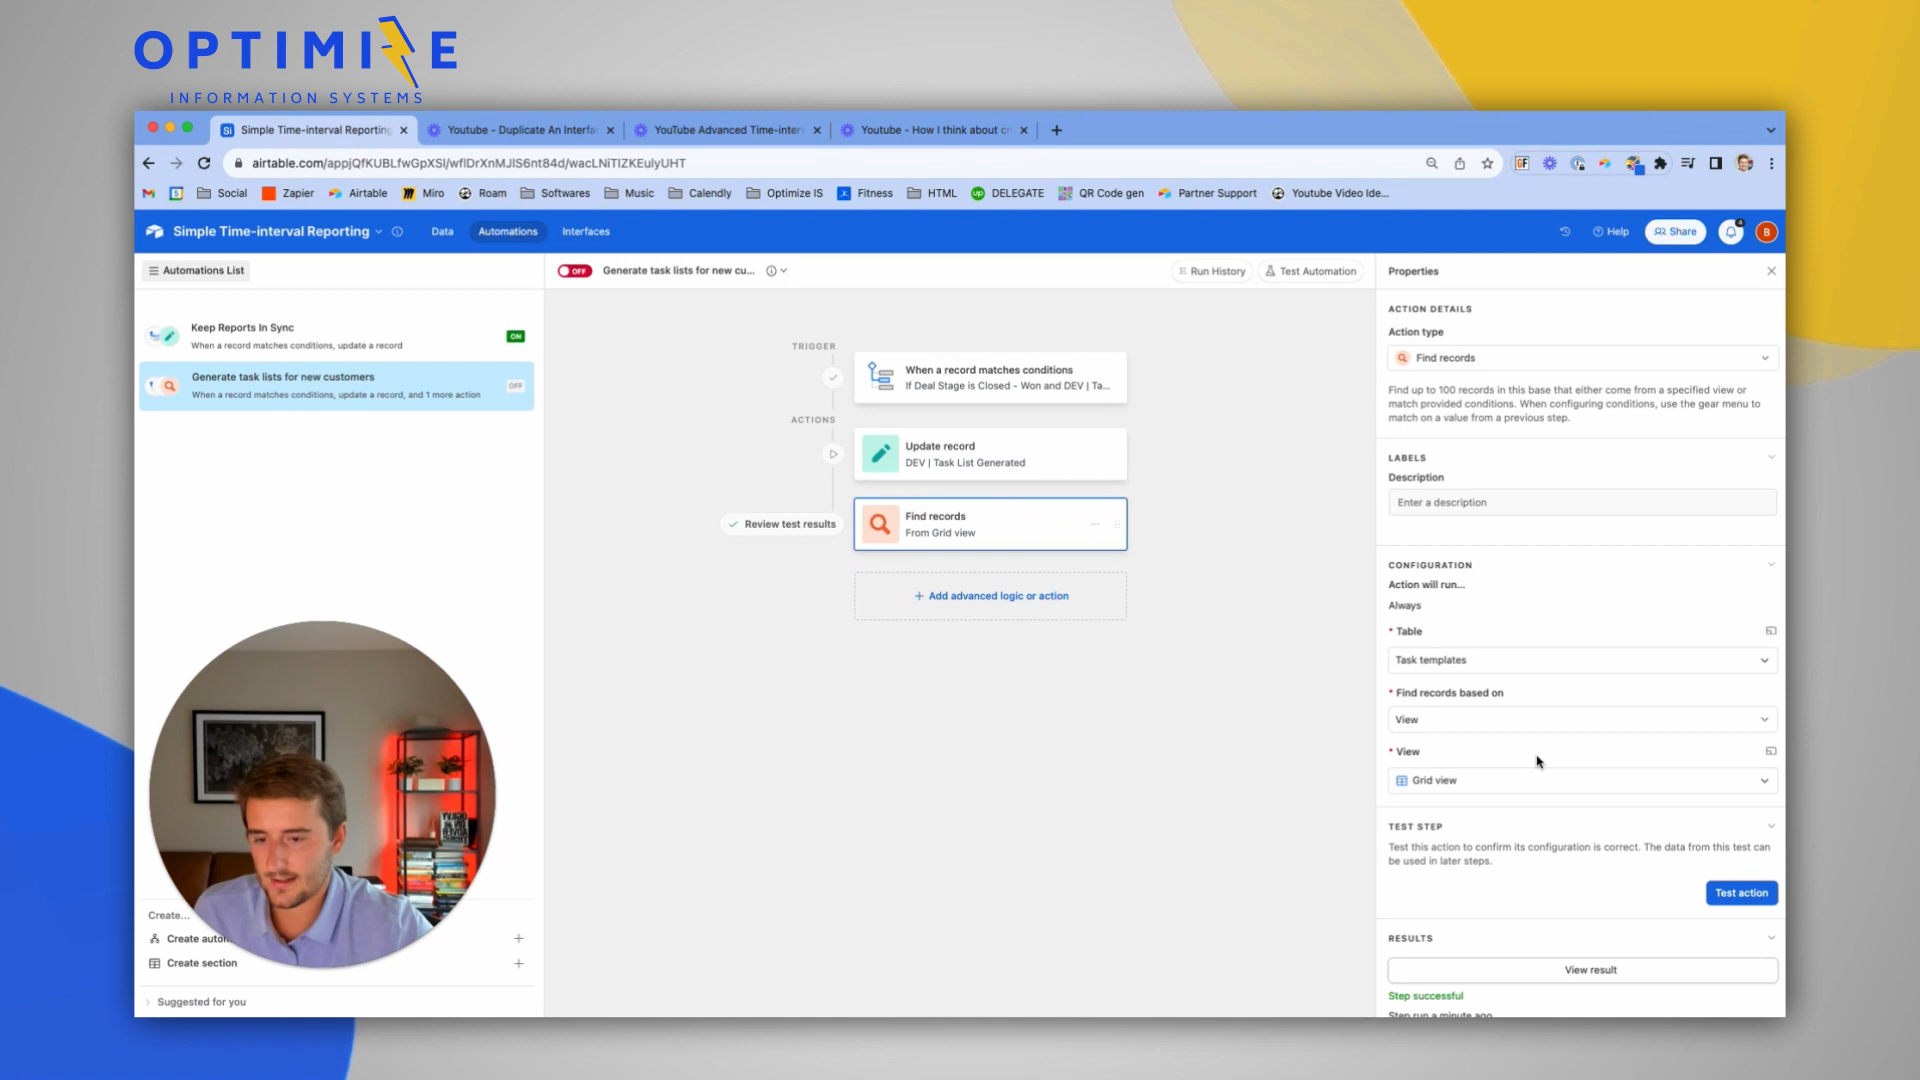 OPTIMIZE
INFORMATION SYSTEMS
Simple Time-interval Reporting
Youtube - Duplicate An Interfac
YouTube Advanced Time-inter
Youtube - How I think about cr
airtable.com/appjQfKUBLfwGpXSl/wflDrXnMJlS6nt84d/wacLNiTlZKEulyUHT
Social
Zapier
Airtable
Miro
Roam
Softwares
Music
Calendly
Optimize IS
Fitness
HTML
DELEGATE
QR Code gen
Partner Support
Youtube Video Ide...
Simple Time-interval Reporting
Data
Automations
Interfaces
Help
Share
4
B
Automations List
OFF
Generate task lists for new cu...
Run History
Test Automation
Properties
Keep Reports In Sync
When a record matches conditions, update a record
ON
Generate task lists for new customers
When a record matches conditions, update a record, and 1 more action
OFF
TRIGGER
When a record matches conditions
If Deal Stage is Closed - Won and DEV | Ta...
ACTIONS
Update record
DEV | Task List Generated
Review test results
Find records
From Grid view
+ Add advanced logic or action
ACTION DETAILS
Action type
Find records
Find up to 100 records in this base that either come from a specified view or
match provided conditions. When configuring conditions, use the gear menu to
match on a value from a previous step.
LABELS
Description
Enter a description
CONFIGURATION
Action will run...
Always
* Table
Task templates
* Find records based on
View
* View
Grid view
TEST STEP
Test this action to confirm its configuration is correct. The data from this test can
be used in later steps.
Test action
RESULTS
View result
Step successful
Step run a minute ago
Create...
Create autom
Create section
Suggested for you